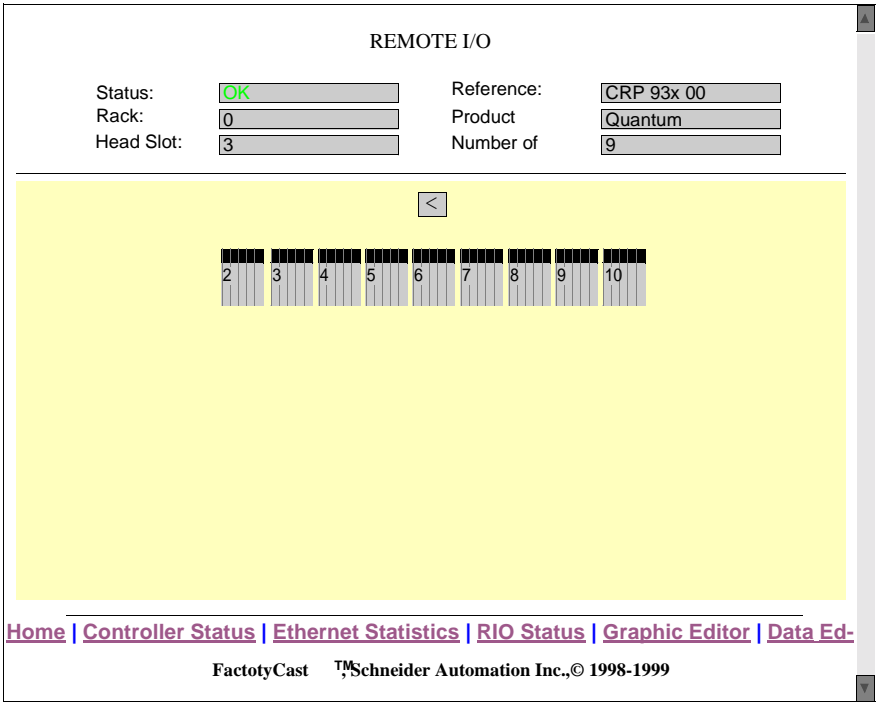 REMOTE I/O
Status: OK Reference: CRP 93x 00
Rack: 0 Product Quantum
Head Slot: 3 Number of 9
<
2 3 4 5 6 7 8 9 10
Home | Controller Status | Ethernet Statistics | RIO Status | Graphic Editor | Data Ed-
FactotyCast ™, Schneider Automation Inc.,© 1998-1999